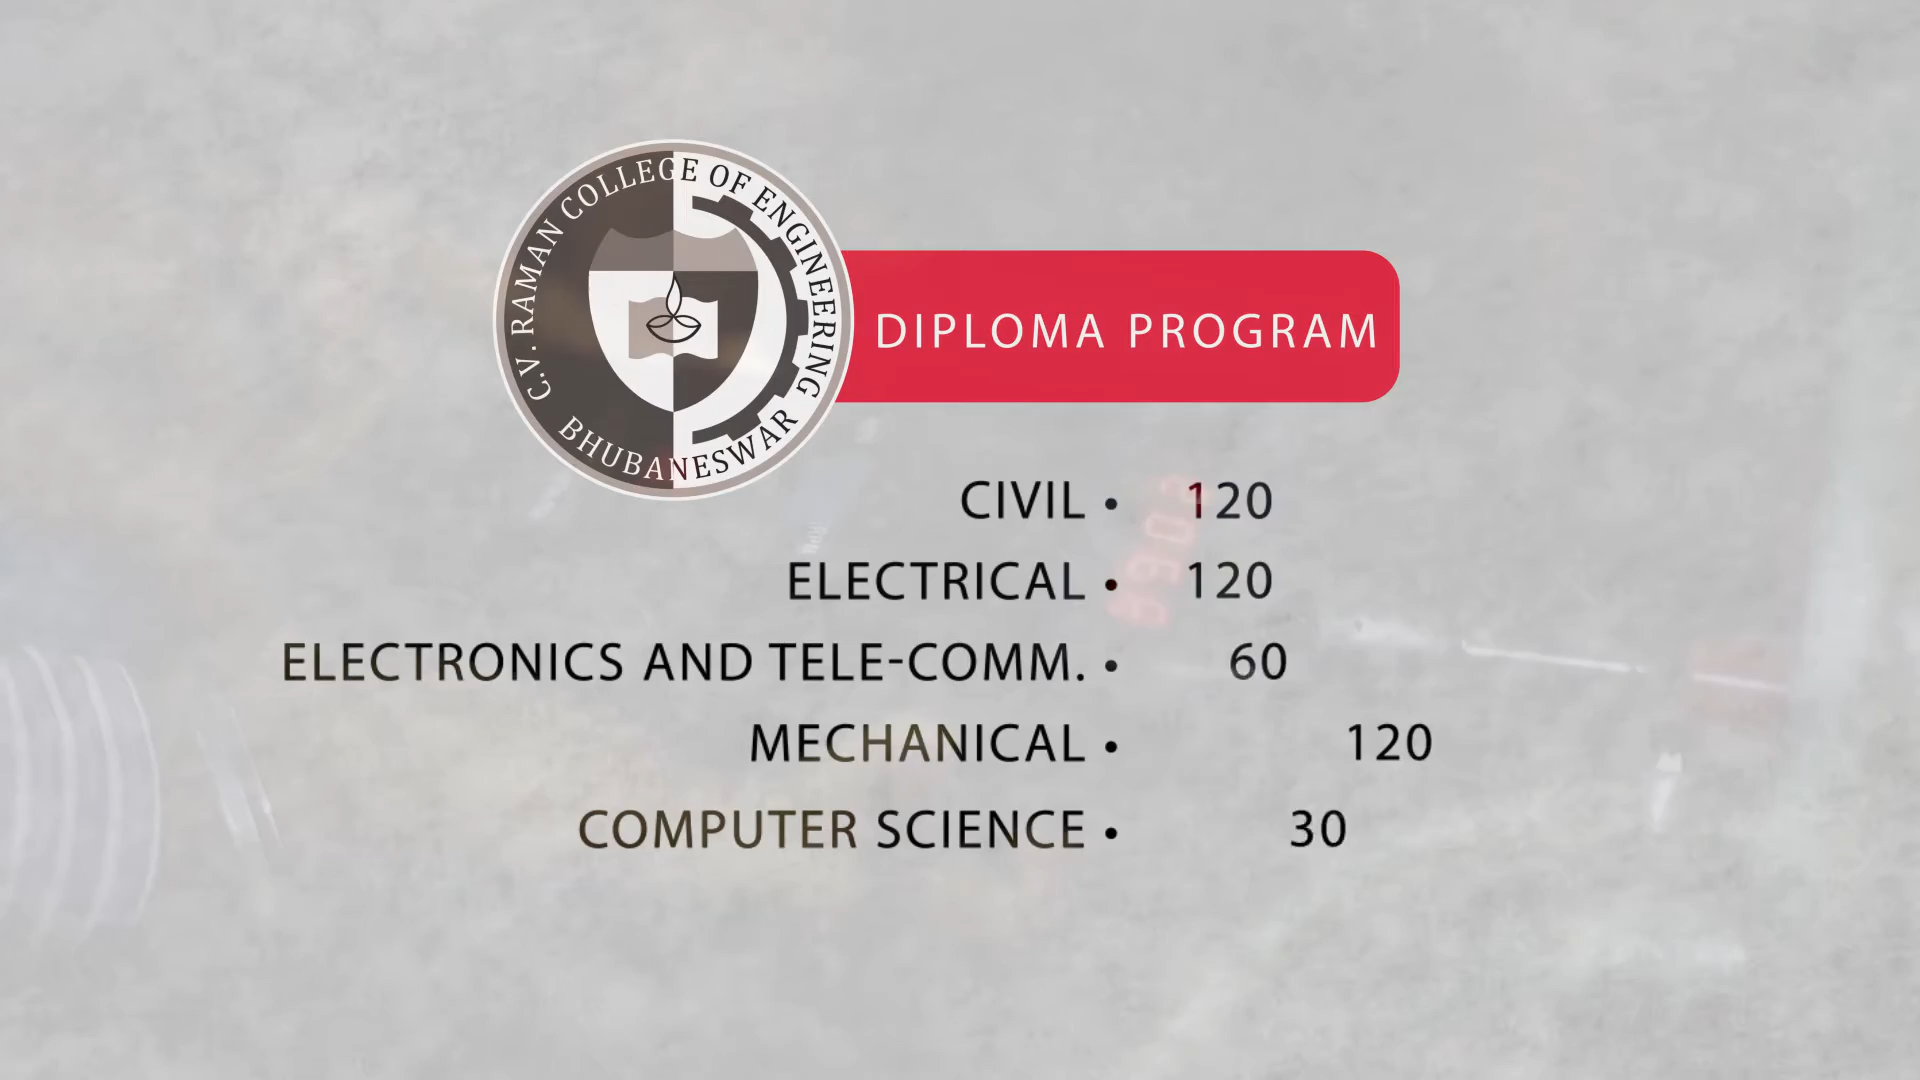 C.V. RAMAN COLLEGE OF ENGINEERING
BHUBANESWAR
DIPLOMA PROGRAM
CIVIL • 120
ELECTRICAL • 120
ELECTRONICS AND TELE-COMM. • 60
MECHANICAL • 120
COMPUTER SCIENCE • 30